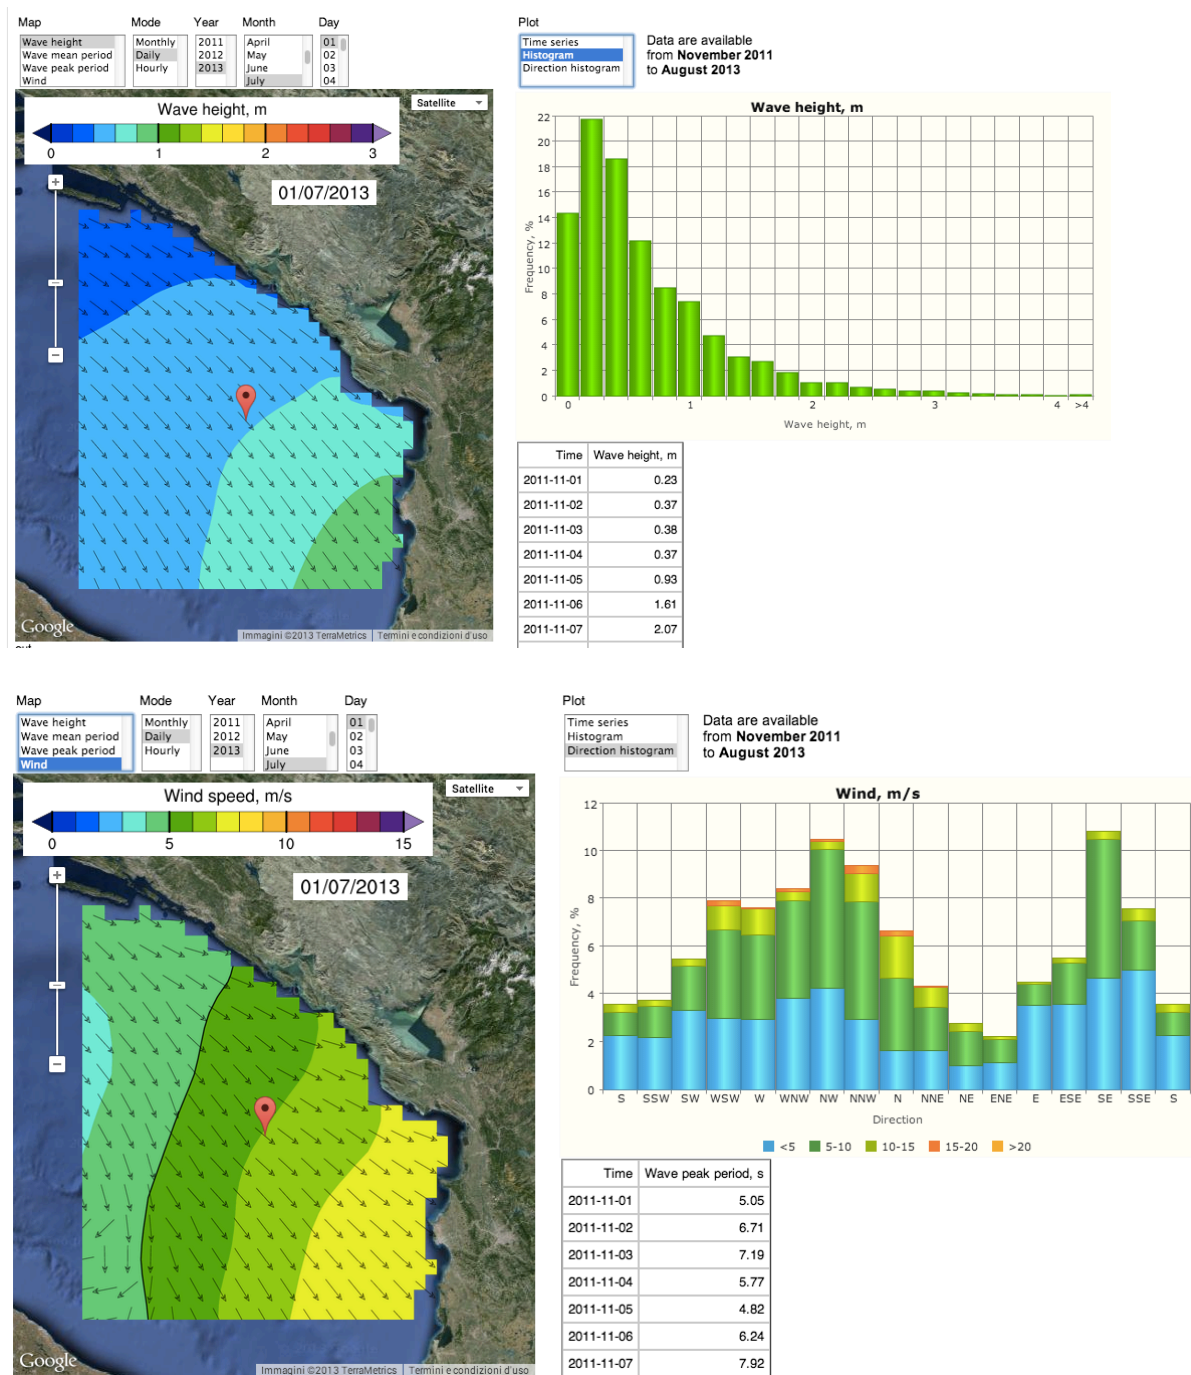 Map Mode Year Month Day
Wave height Monthly 2011 April 01
Wave mean period Daily 2012 May 02
Wave peak period Hourly 2013 June 03
Wind July 04
Plot
Time series
Histogram
Direction histogram
Data are available
from November 2011
to August 2013
Satellite
Wave height, m
0 1 2 3
01/07/2013
+
−
Google
Immagini ©2013 TerraMetrics Termini e condizioni d'uso
Wave height, m
Frequency, %
22
20
18
16
14
12
10
8
6
4
2
0
0 1 2 3 4 >4
Wave height, m
Time Wave height, m
2011-11-01 0.23
2011-11-02 0.37
2011-11-03 0.38
2011-11-04 0.37
2011-11-05 0.93
2011-11-06 1.61
2011-11-07 2.07
Map Mode Year Month Day
Wave height Monthly 2011 April 01
Wave mean period Daily 2012 May 02
Wave peak period Hourly 2013 June 03
Wind July 04
Plot
Time series
Histogram
Direction histogram
Data are available
from November 2011
to August 2013
Satellite
Wind speed, m/s
0 5 10 15
01/07/2013
+
−
Google
Immagini ©2013 TerraMetrics Termini e condizioni d'uso
Wind, m/s
Frequency, %
12
10
8
6
4
2
0
S SSW SW WSW W WNW NW NNW N NNE NE ENE E ESE SE SSE S
Direction
<5 5-10 10-15 15-20 >20
Time Wave peak period, s
2011-11-01 5.05
2011-11-02 6.71
2011-11-03 7.19
2011-11-04 5.77
2011-11-05 4.82
2011-11-06 6.24
2011-11-07 7.92